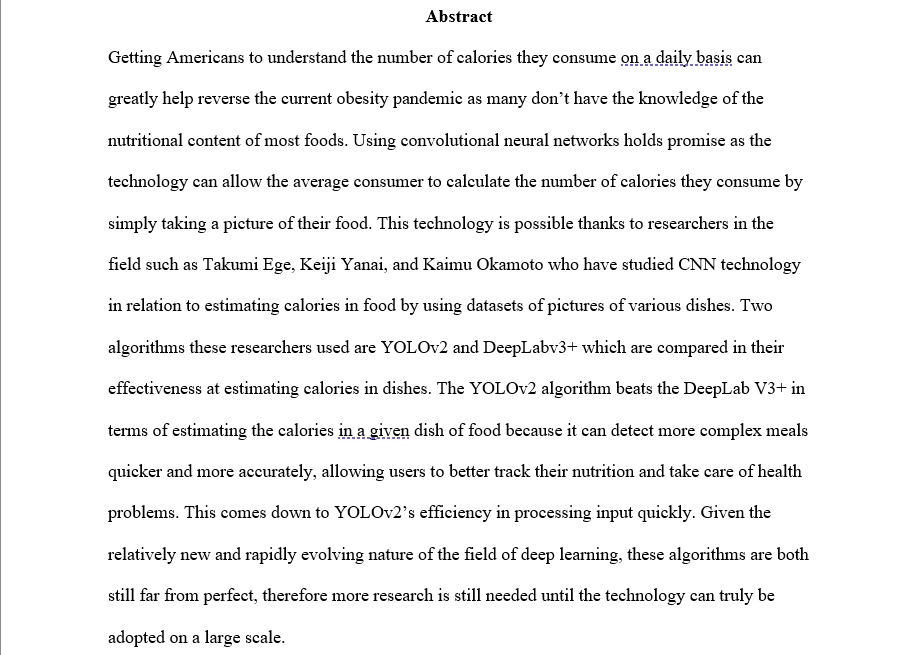 Abstract
Getting Americans to understand the number of calories they consume on a daily basis can
greatly help reverse the current obesity pandemic as many don’t have the knowledge of the
nutritional content of most foods. Using convolutional neural networks holds promise as the
technology can allow the average consumer to calculate the number of calories they consume by
simply taking a picture of their food. This technology is possible thanks to researchers in the
field such as Takumi Ege, Keiji Yanai, and Kaimu Okamoto who have studied CNN technology
in relation to estimating calories in food by using datasets of pictures of various dishes. Two
algorithms these researchers used are YOLOv2 and DeepLabv3+ which are compared in their
effectiveness at estimating calories in dishes. The YOLOv2 algorithm beats the DeepLab V3+ in
terms of estimating the calories in a given dish of food because it can detect more complex meals
quicker and more accurately, allowing users to better track their nutrition and take care of health
problems. This comes down to YOLOv2’s efficiency in processing input quickly. Given the
relatively new and rapidly evolving nature of the field of deep learning, these algorithms are both
still far from perfect, therefore more research is still needed until the technology can truly be
adopted on a large scale.